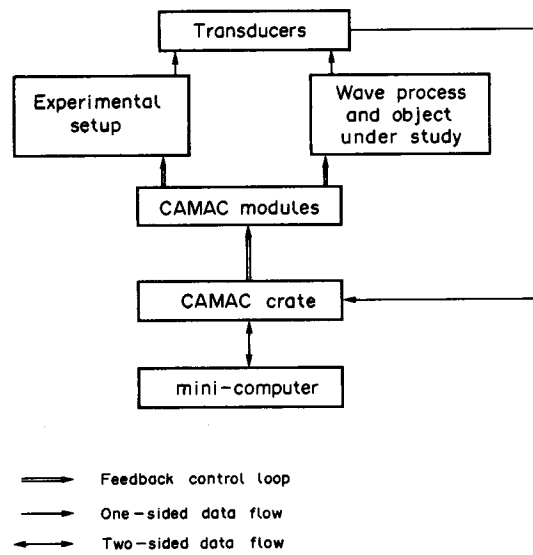 Transducers
Experimental
setup
Wave process
and object
under study
CAMAC modules
CAMAC crate
mini-computer
Feedback control loop
One-sided data flow
Two-sided data flow